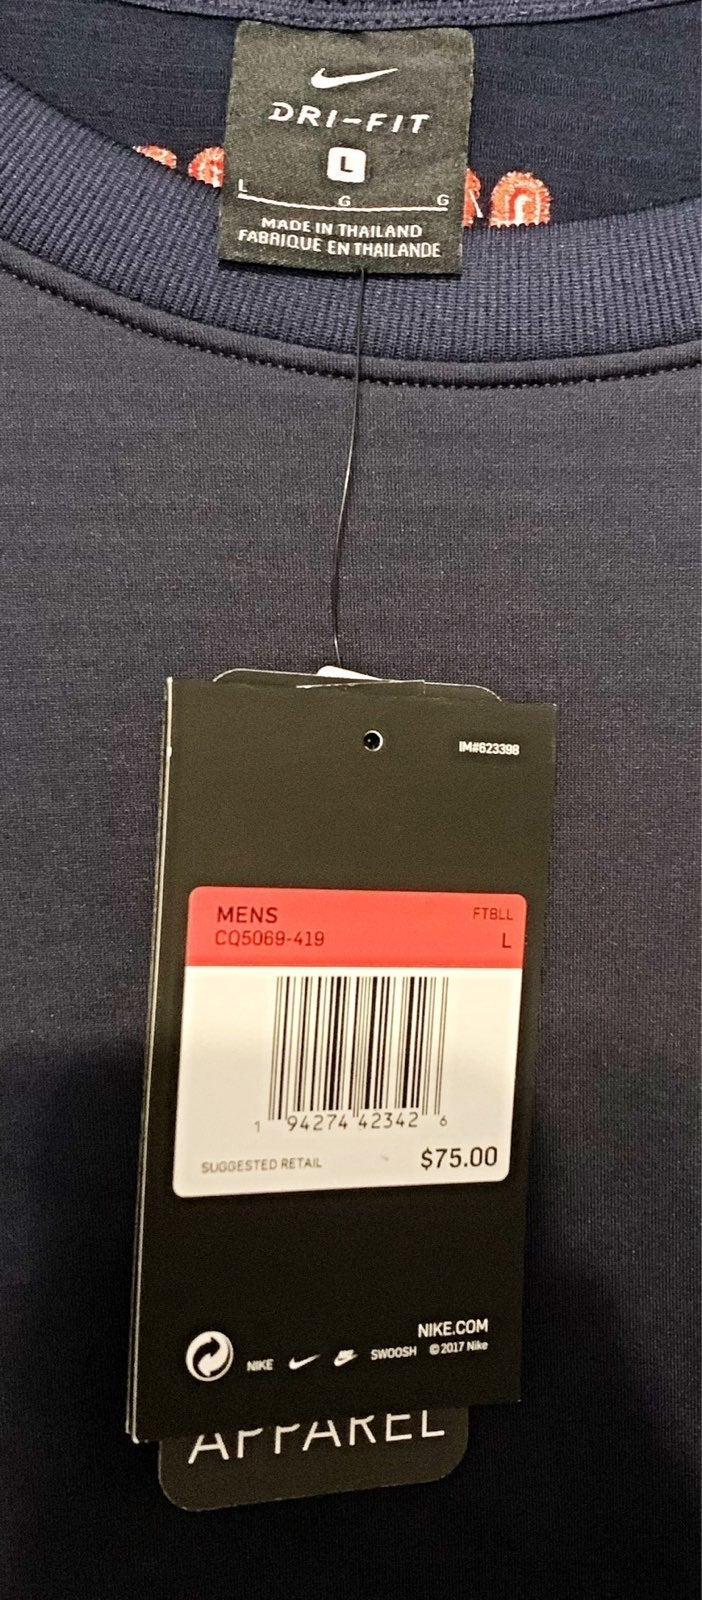 DRI-FIT
L
L G G
MADE IN THAILAND
FABRIQUE EN THAILANDE
IM#623398
MENS FTBLL
CQ5069-419 L
1 94274 42342 6
SUGGESTED RETAIL $75.00
NIKE.COM
NIKE SWOOSH ©2017 Nike
APPAREL